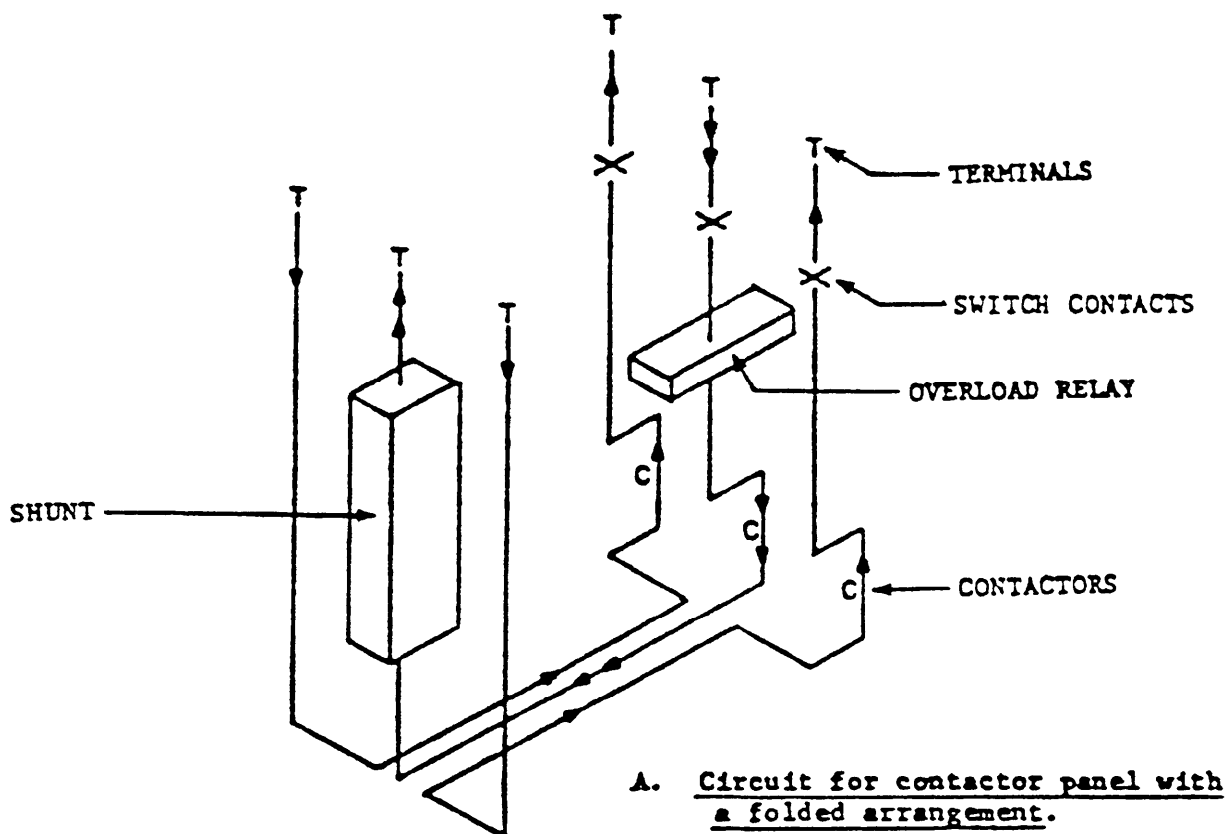 T
T
T
TERMINALS
T
T
T
SWITCH CONTACTS
OVERLOAD RELAY
C
SHUNT
C
C
CONTACTORS
A. Circuit for contactor panel with
a folded arrangement.